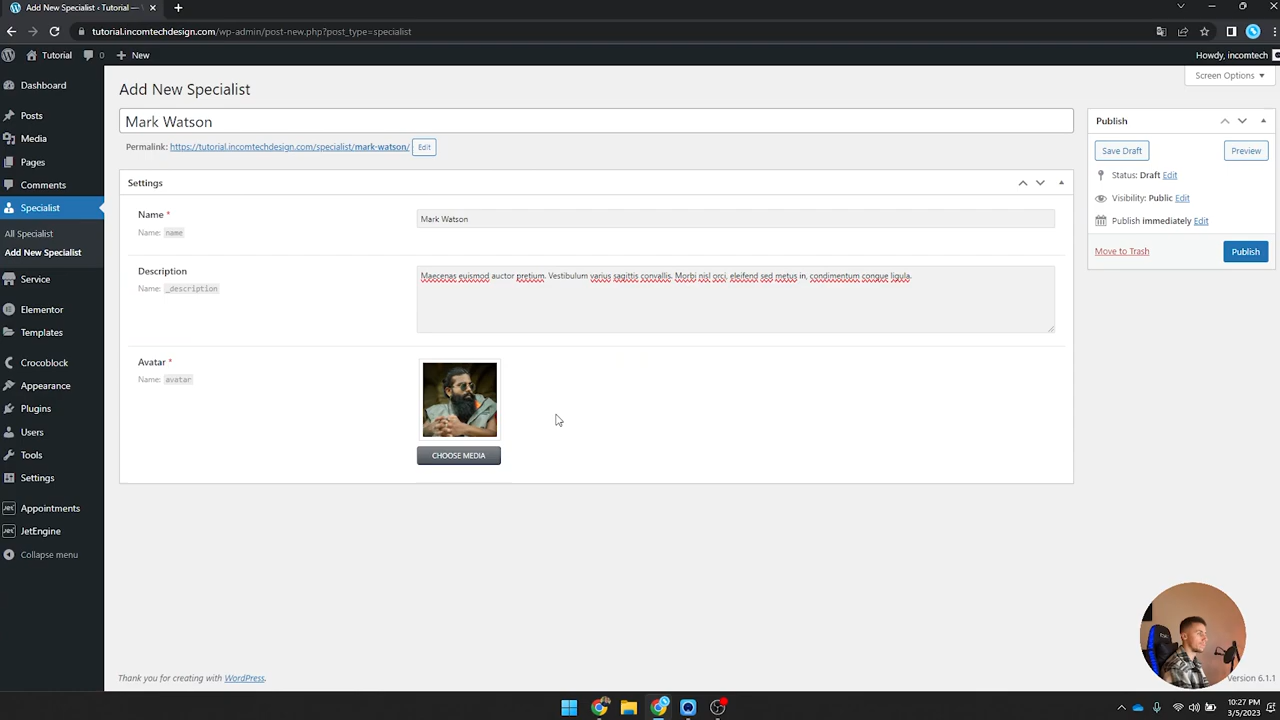 Add New Specialist ‹ Tutorial —
tutorial.incomtechdesign.com/wp-admin/post-new.php?post_type=specialist
Tutorial
0
New
Howdy, incomtech
Dashboard
Posts
Media
Pages
Comments
Specialist
All Specialist
Add New Specialist
Service
Elementor
Templates
Crocoblock
Appearance
Plugins
Users
Tools
Settings
Appointments
JetEngine
Collapse menu
Screen Options
Add New Specialist
Mark Watson
Permalink: https://tutorial.incomtechdesign.com/specialist/mark-watson/ Edit
Settings
Name *
Name: name
Mark Watson
Description
Name: _description
Maecenas euismod auctor pretium. Vestibulum varius sagittis convallis. Morbi nisl orci, eleifend sed metus in, condimentum congue ligula.
Avatar *
Name: avatar
CHOOSE MEDIA
Publish
Save Draft
Preview
Status: Draft Edit
Visibility: Public Edit
Publish immediately Edit
Move to Trash
Publish
Thank you for creating with WordPress.
Version 6.1.1
10:27 PM
3/5/2023